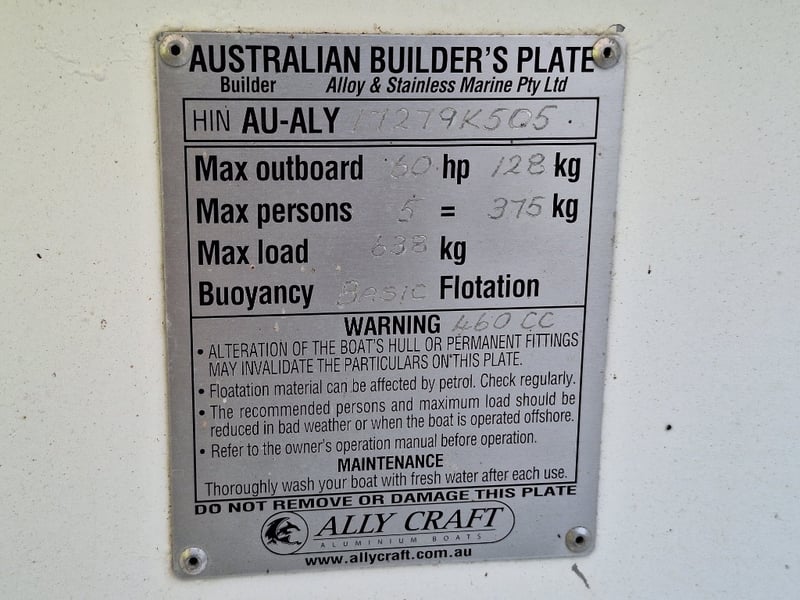 AUSTRALIAN BUILDER'S PLATE
Builder Alloy & Stainless Marine Pty Ltd
HIN AU-ALY 17279K505
Max outboard 60 hp 128 kg
Max persons 5 = 375 kg
Max load 638 kg
Buoyancy BASIC Flotation
WARNING 460 CC
• ALTERATION OF THE BOAT'S HULL OR PERMANENT FITTINGS
MAY INVALIDATE THE PARTICULARS ON THIS PLATE.
• Floatation material can be affected by petrol. Check regularly.
• The recommended persons and maximum load should be
reduced in bad weather or when the boat is operated offshore.
• Refer to the owner's operation manual before operation.
MAINTENANCE
Thoroughly wash your boat with fresh water after each use.
DO NOT REMOVE OR DAMAGE THIS PLATE
ALLY CRAFT
ALUMINIUM BOATS
www.allycraft.com.au